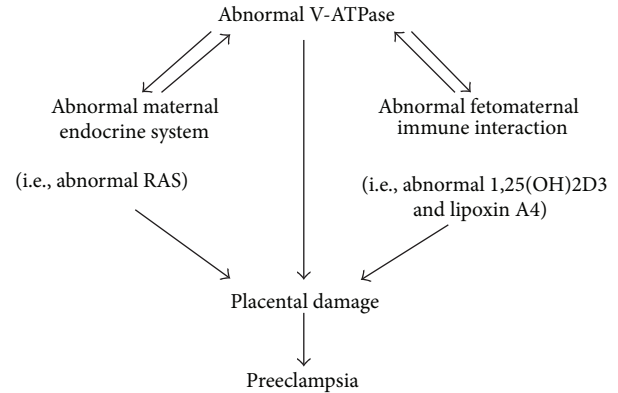 Abnormal V-ATPase
Abnormal maternal
endocrine system
(i.e., abnormal RAS)
Abnormal fetomaternal
immune interaction
(i.e., abnormal 1,25(OH)2D3
and lipoxin A4)
Placental damage
Preeclampsia